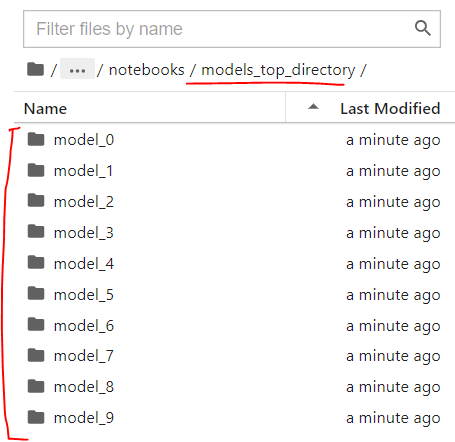 Filter files by name
/ ... / notebooks / models_top_directory /
Name Last Modified
model_0 a minute ago
model_1 a minute ago
model_2 a minute ago
model_3 a minute ago
model_4 a minute ago
model_5 a minute ago
model_6 a minute ago
model_7 a minute ago
model_8 a minute ago
model_9 a minute ago